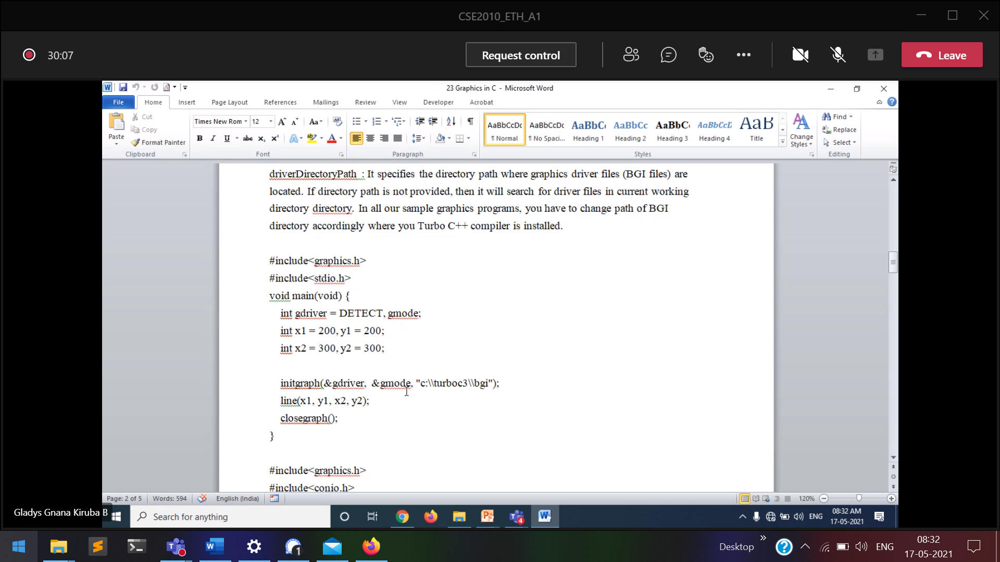 CSE2010_ETH_A1
30:07
Request control
Leave
23 Graphics in C - Microsoft Word
File Home Insert Page Layout References Mailings Review View Developer Acrobat
Paste
Cut
Copy
Format Painter
Clipboard
Times New Rom 12
Font
Paragraph
AaBbCcDc AaBbCcDc AaBbC( AaBbCc AaBbC( AaBbCcD AaB
¶ Normal ¶ No Spaci... Heading 1 Heading 2 Heading 3 Heading 4 Title
Change Styles
Styles
Find
Replace
Select
Editing
driverDirectoryPath : It specifies the directory path where graphics driver files (BGI files) are
located. If directory path is not provided, then it will search for driver files in current working
directory directory. In all our sample graphics programs, you have to change path of BGI
directory accordingly where you Turbo C++ compiler is installed.
#include<graphics.h>
#include<stdio.h>
void main(void) {
int gdriver = DETECT, gmode;
int x1 = 200, y1 = 200;
int x2 = 300, y2 = 300;
initgraph(&gdriver, &gmode, "c:\\turboc3\\bgi");
line(x1, y1, x2, y2);
closegraph();
}
#include<graphics.h>
#include<conio.h>
Page: 2 of 5 Words: 594 English (India) 120%
Gladys Gnana Kiruba B
Search for anything
4
ENG
08:32 AM
17-05-2021
1
Desktop
ENG
08:32
17-05-2021